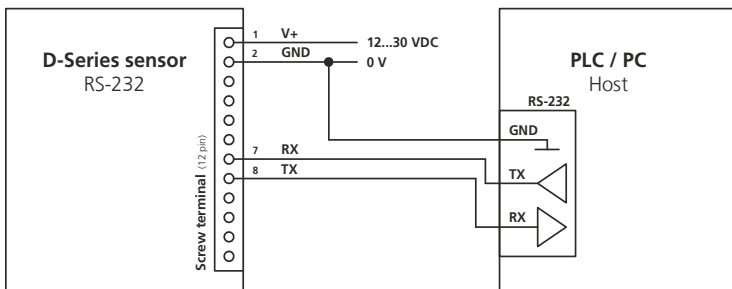 D-Series sensor
RS-232
Screw terminal (12 pin)
1 V+ 12...30 VDC
2 GND 0 V
7 RX
8 TX
PLC / PC
Host
RS-232
GND
TX
RX